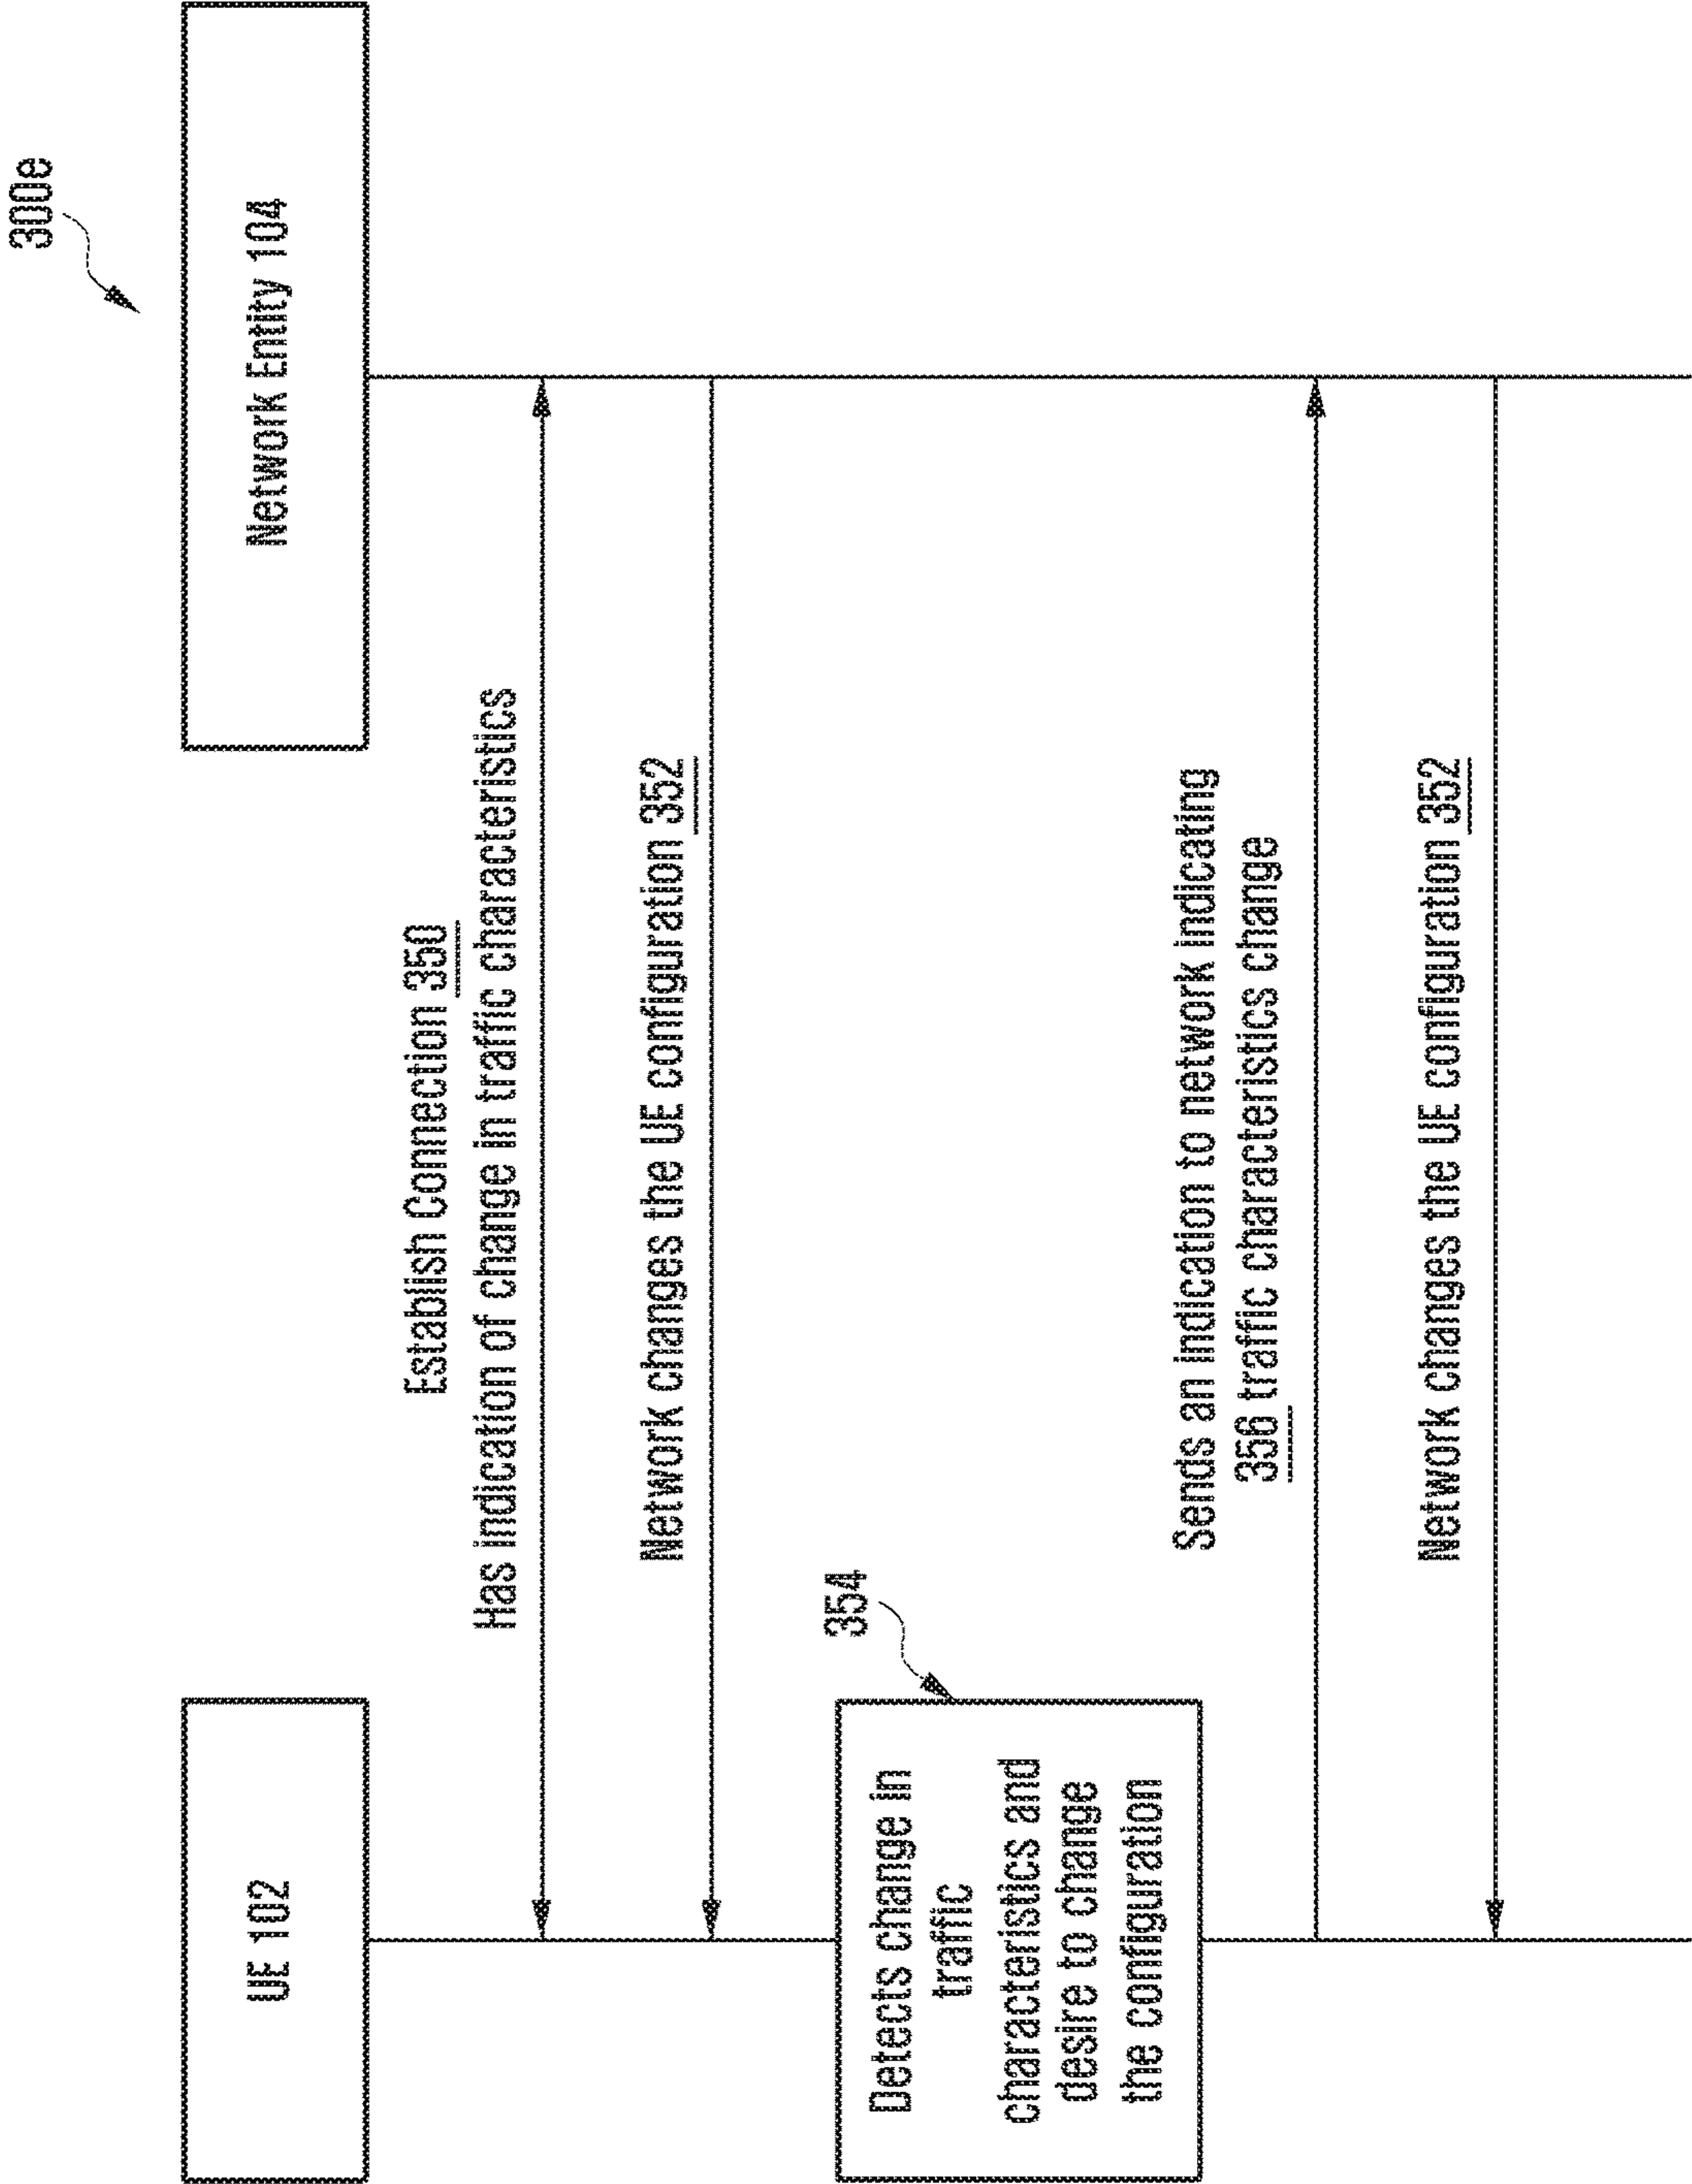 300e
UE 102
Network Entity 104
Establish Connection 350
Has indication of change in traffic characteristics
Network changes the UE configuration 352
354
Detects change in
traffic
characteristics and
desire to change
the configuration
Sends an indication to network indicating
356 traffic characteristics change
Network changes the UE configuration 352